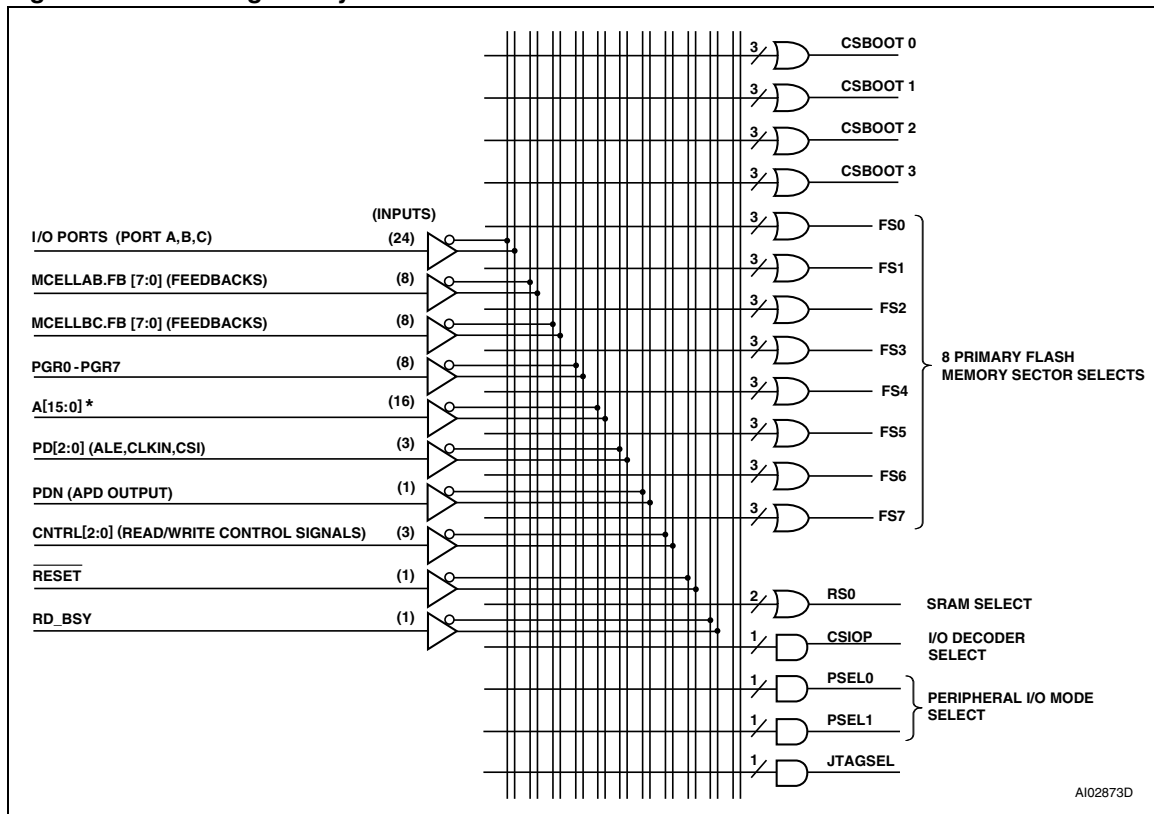 3 CSBOOT 0
3 CSBOOT 1
3 CSBOOT 2
3 CSBOOT 3
(INPUTS)
I/O PORTS (PORT A,B,C) (24)
MCELLAB.FB [7:0] (FEEDBACKS) (8)
MCELLBC.FB [7:0] (FEEDBACKS) (8)
PGR0 -PGR7 (8)
A[15:0] * (16)
PD[2:0] (ALE,CLKIN,CSI) (3)
PDN (APD OUTPUT) (1)
CNTRL[2:0] (READ/WRITE CONTROL SIGNALS) (3)
RESET (1)
RD_BSY (1)
3 FS0
3 FS1
3 FS2
3 FS3
3 FS4
3 FS5
3 FS6
3 FS7
8 PRIMARY FLASH
MEMORY SECTOR SELECTS
2 RS0 SRAM SELECT
1 CSIOP I/O DECODER
SELECT
1 PSEL0
1 PSEL1
PERIPHERAL I/O MODE
SELECT
1 JTAGSEL
AI02873D